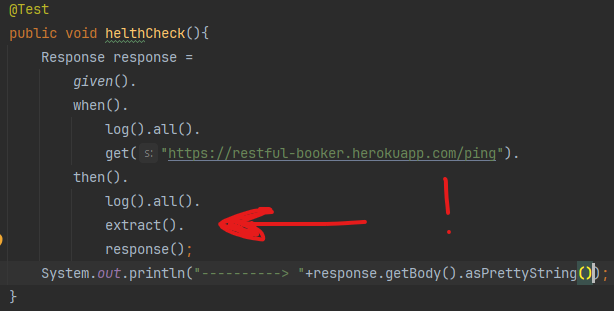 @Test
public void helthCheck(){
Response response =
given().
when().
log().all().
get( s: "https://restful-booker.herokuapp.com/ping").
then().
log().all().
extract().
response();
System.out.println("----------> "+response.getBody().asPrettyString());
}
!